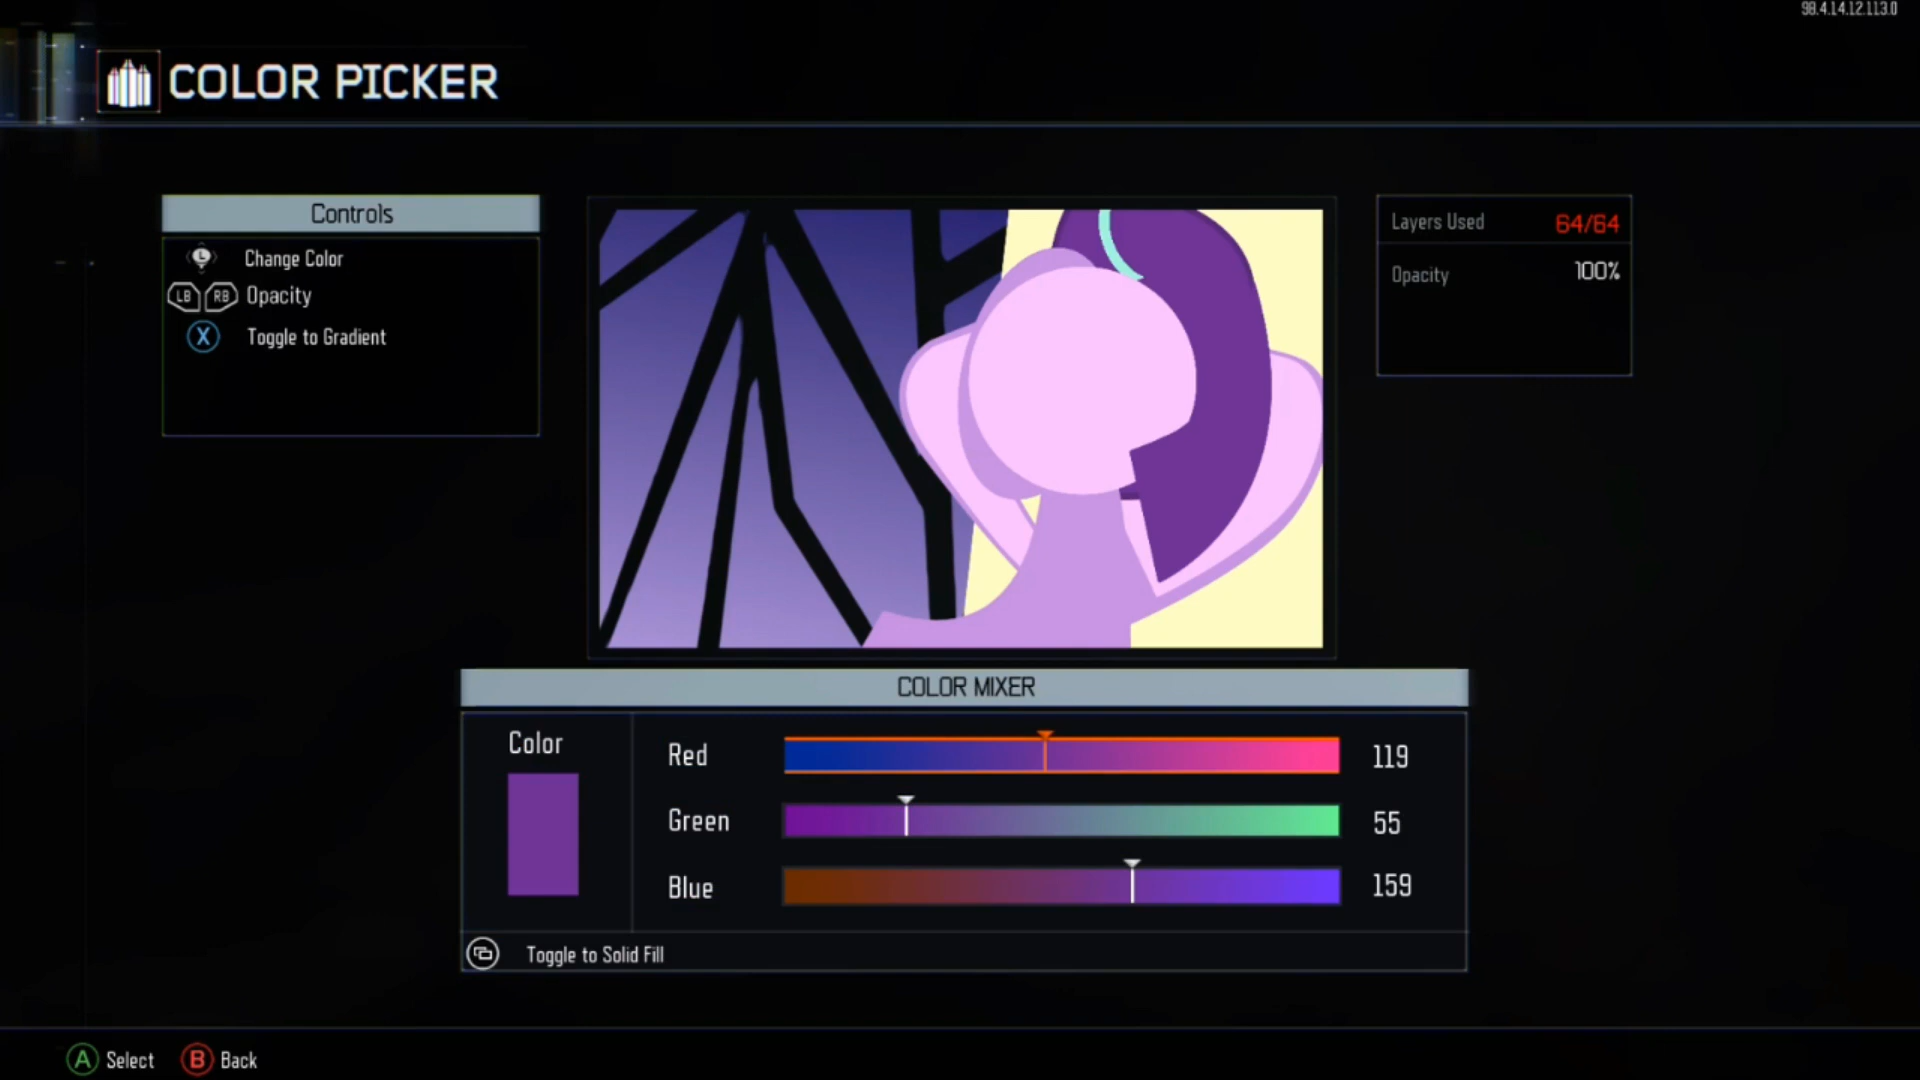 98.4.14.12.113.0
COLOR PICKER
Controls
L Change Color
LB RB Opacity
X Toggle to Gradient
Layers Used 64/64
Opacity 100%
COLOR MIXER
Color
Red 119
Green 55
Blue 159
Toggle to Solid Fill
A Select B Back